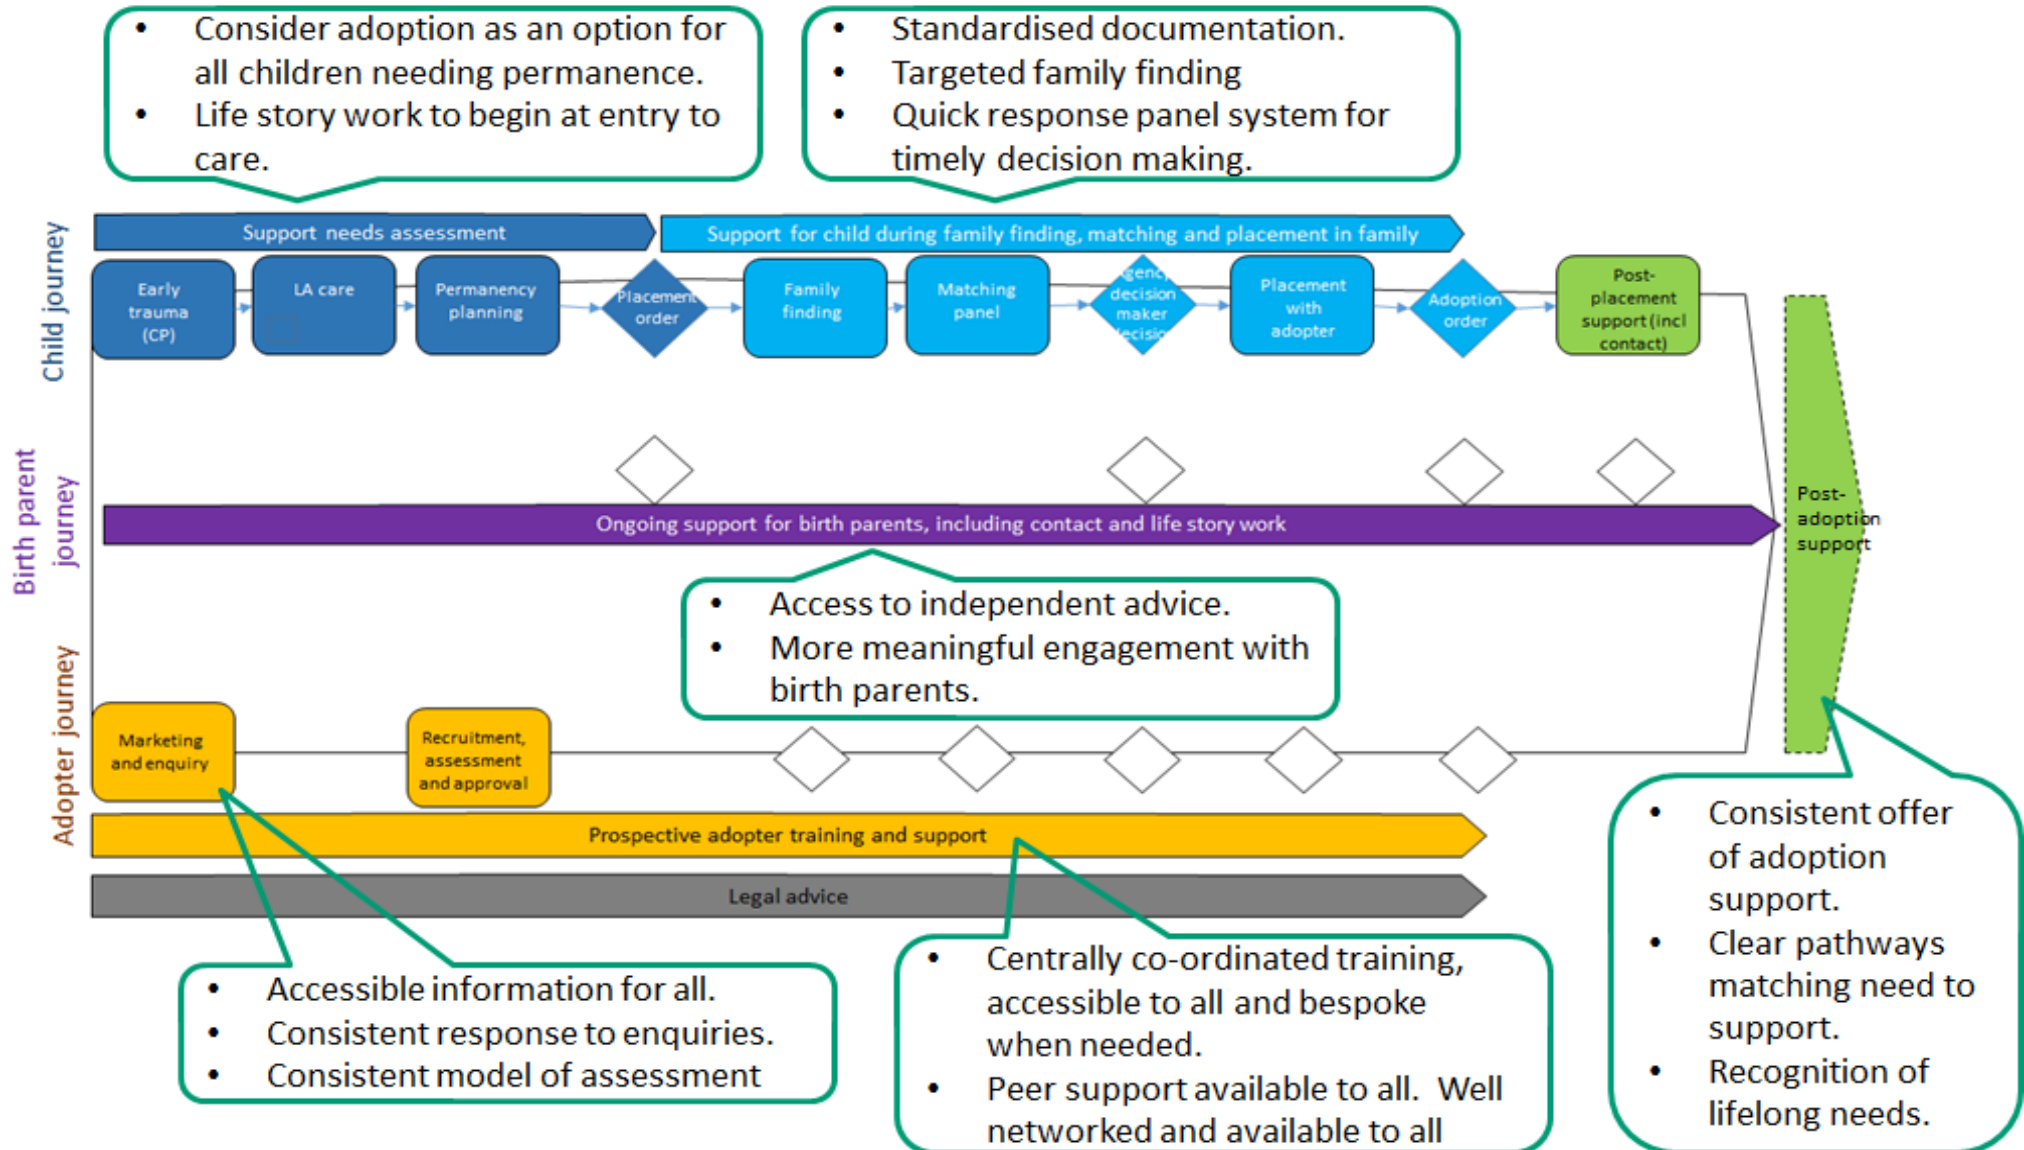 • Consider adoption as an option for
all children needing permanence.
• Life story work to begin at entry to
care.
• Standardised documentation.
• Targeted family finding
• Quick response panel system for
timely decision making.
Child journey
Support needs assessment
Support for child during family finding, matching and placement in family
Early
trauma
(CP)
LA care
Permanency
planning
Placement
order
Family
finding
Matching
panel
Agency
decision
maker
decision
Placement
with
adopter
Adoption
order
Post-
placement
support (incl
contact)
Birth parent
journey
Ongoing support for birth parents, including contact and life story work
Post-
adoption
support
• Access to independent advice.
• More meaningful engagement with
birth parents.
Adopter journey
Marketing
and enquiry
Recruitment,
assessment
and approval
Prospective adopter training and support
Legal advice
• Accessible information for all.
• Consistent response to enquiries.
• Consistent model of assessment
• Centrally co-ordinated training,
accessible to all and bespoke
when needed.
• Peer support available to all. Well
networked and available to all
• Consistent offer
of adoption
support.
• Clear pathways
matching need to
support.
• Recognition of
lifelong needs.